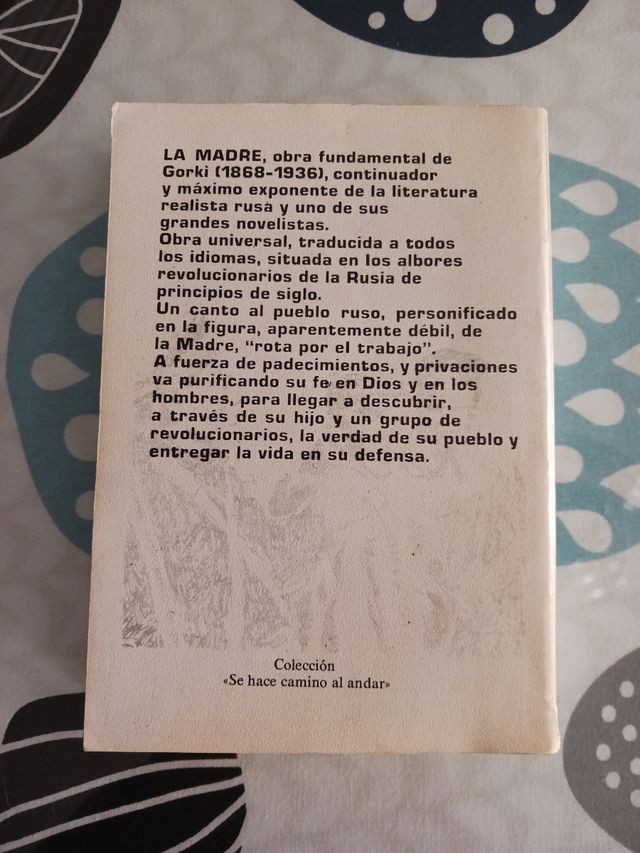 LA MADRE, obra fundamental de
Gorki (1868-1936), continuador
y máximo exponente de la literatura
realista rusa y uno de sus
grandes novelistas.
Obra universal, traducida a todos
los idiomas, situada en los albores
revolucionarios de la Rusia de
principios de siglo.
Un canto al pueblo ruso, personificado
en la figura, aparentemente débil, de
la Madre, "rota por el trabajo".
A fuerza de padecimientos, y privaciones
va purificando su fe en Dios y en los
hombres, para llegar a descubrir,
a través de su hijo y un grupo de
revolucionarios, la verdad de su pueblo y
entregar la vida en su defensa.
Colección
«Se hace camino al andar»